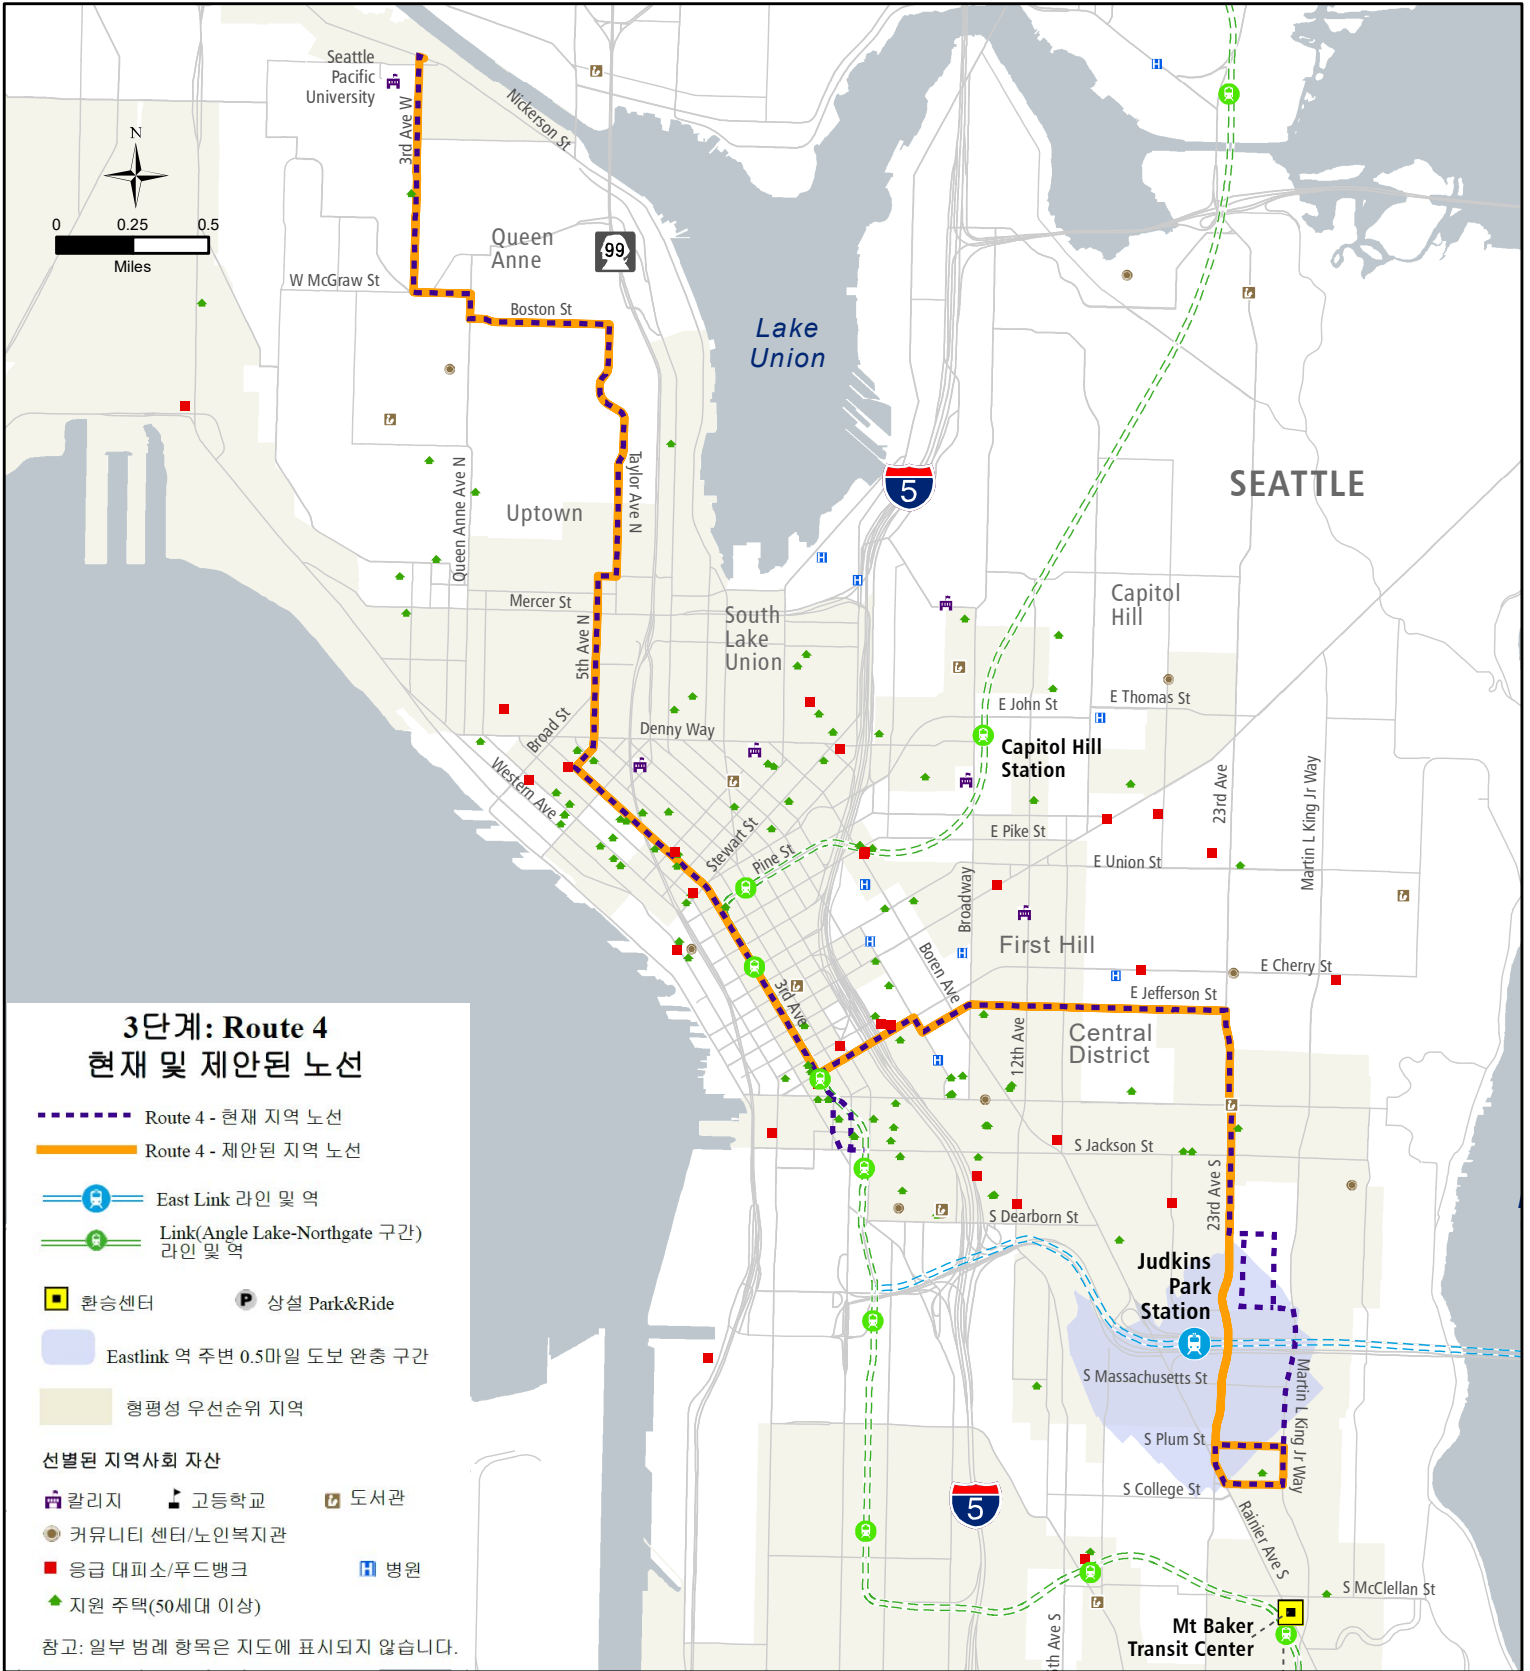 Seattle
Pacific
University
3rd Ave W
Nickerson St
N
0 0.25 0.5
Miles
Queen
Anne
99
W McGraw St
Boston St
Lake
Union
Taylor Ave N
Queen Anne Ave N
Uptown
5
SEATTLE
Mercer St
South
Lake
Union
Capitol
Hill
5th Ave N
E John St
E Thomas St
Broad St
Denny Way
Capitol Hill
Station
Western Ave
23rd Ave
Martin L King Jr Way
Stewart St
Pine St
E Pike St
E Union St
Broadway
First Hill
Boren Ave
E Cherry St
3rd Ave
E Jefferson St
Central
District
12th Ave
S Jackson St
23rd Ave S
S Dearborn St
Judkins
Park
Station
S Massachusetts St
Martin L King Jr Way
S Plum St
S College St
5
Rainier Ave S
S McClellan St
Mt Baker
Transit Center
th Ave S
3단계: Route 4
현재 및 제안된 노선
Route 4 - 현재 지역 노선
Route 4 - 제안된 지역 노선
East Link 라인 및 역
Link(Angle Lake-Northgate 구간)
라인 및 역
환승센터
P 상설 Park&Ride
Eastlink 역 주변 0.5마일 도보 완충 구간
형평성 우선순위 지역
선별된 지역사회 자산
칼리지 고등학교 도서관
커뮤니티 센터/노인복지관
응급 대피소/푸드뱅크 H 병원
지원 주택(50세대 이상)
참고: 일부 범례 항목은 지도에 표시되지 않습니다.